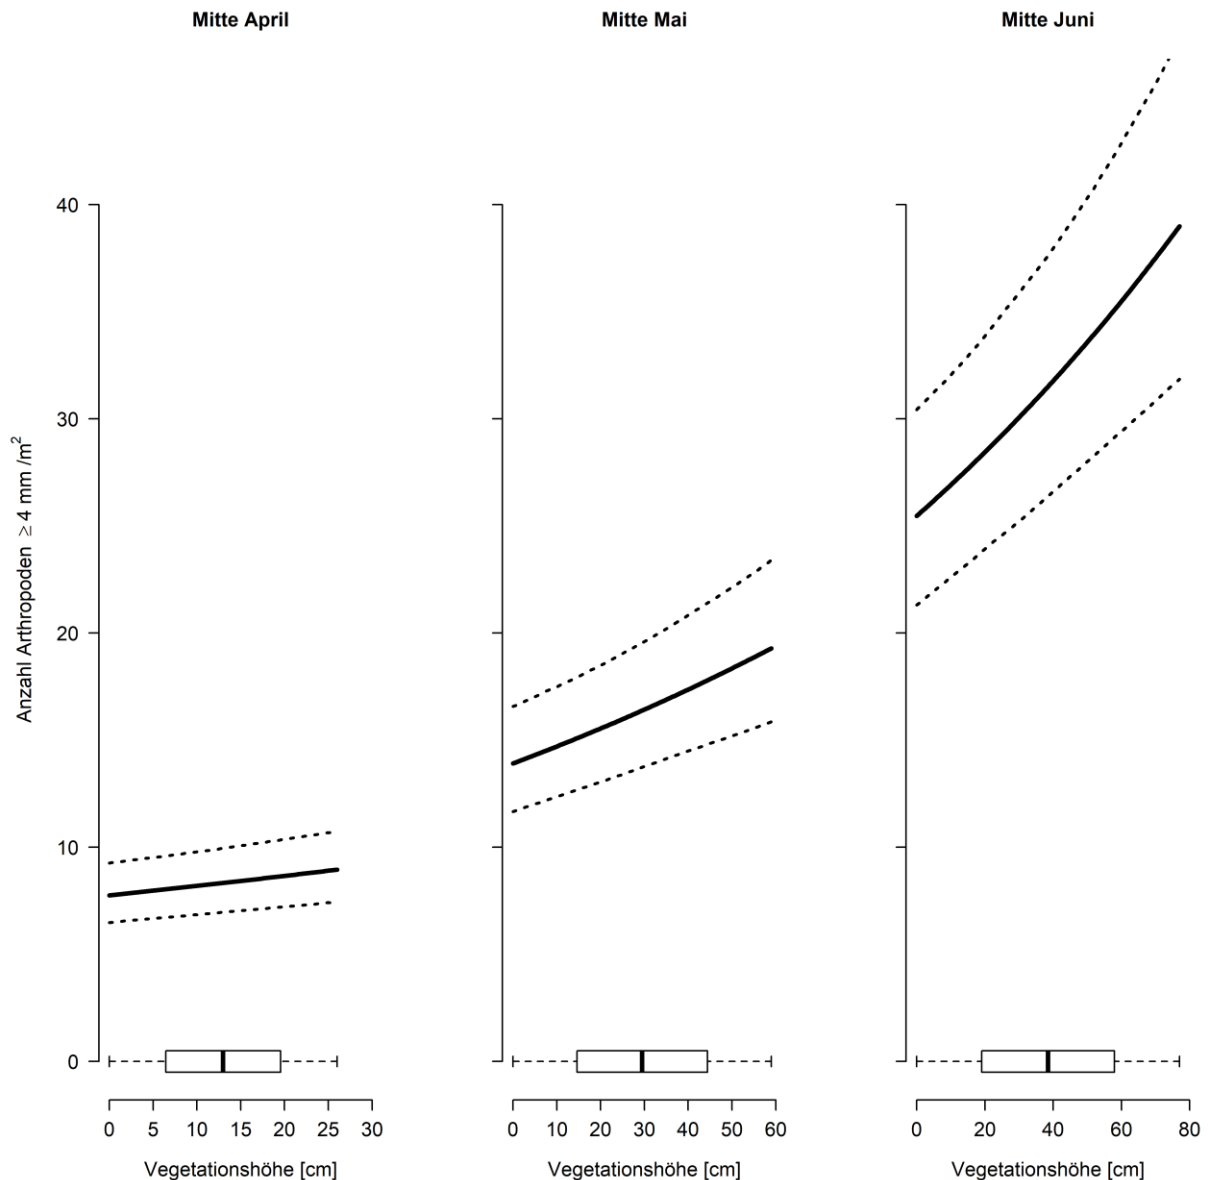 Mitte April
Mitte Mai
Mitte Juni
Anzahl Arthropoden ≥ 4 mm /m²
40
30
20
10
0
0 5 10 15 20 25 30
0 10 20 30 40 50 60
0 20 40 60 80
Vegetationshöhe [cm]
Vegetationshöhe [cm]
Vegetationshöhe [cm]